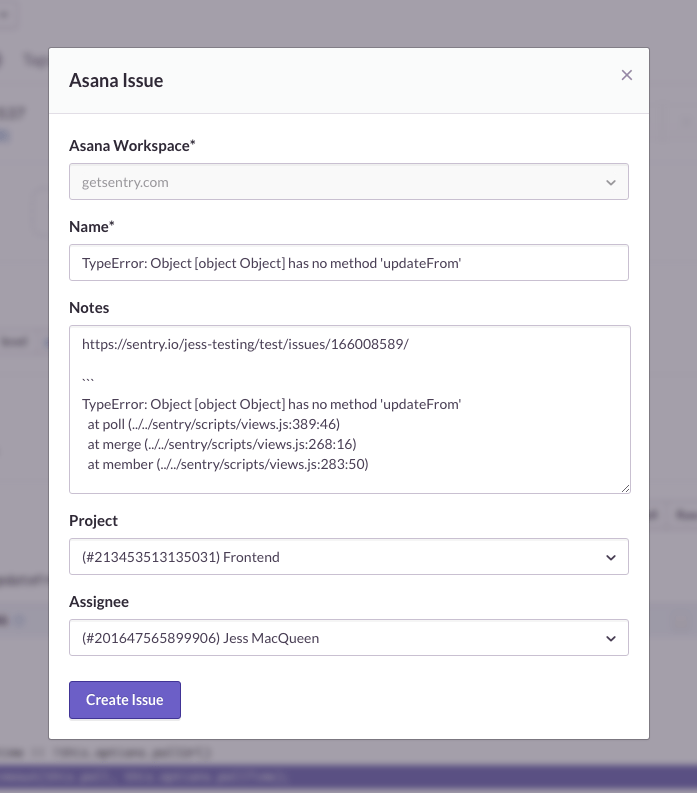 Asana Issue
×
Asana Workspace*
getsentry.com
Name*
TypeError: Object [object Object] has no method 'updateFrom'
Notes
https://sentry.io/jess-testing/test/issues/166008589/
```
TypeError: Object [object Object] has no method 'updateFrom'
at poll (../../sentry/scripts/views.js:389:46)
at merge (../../sentry/scripts/views.js:268:16)
at member (../../sentry/scripts/views.js:283:50)
Project
(#213453513135031) Frontend
Assignee
(#201647565899906) Jess MacQueen
Create Issue